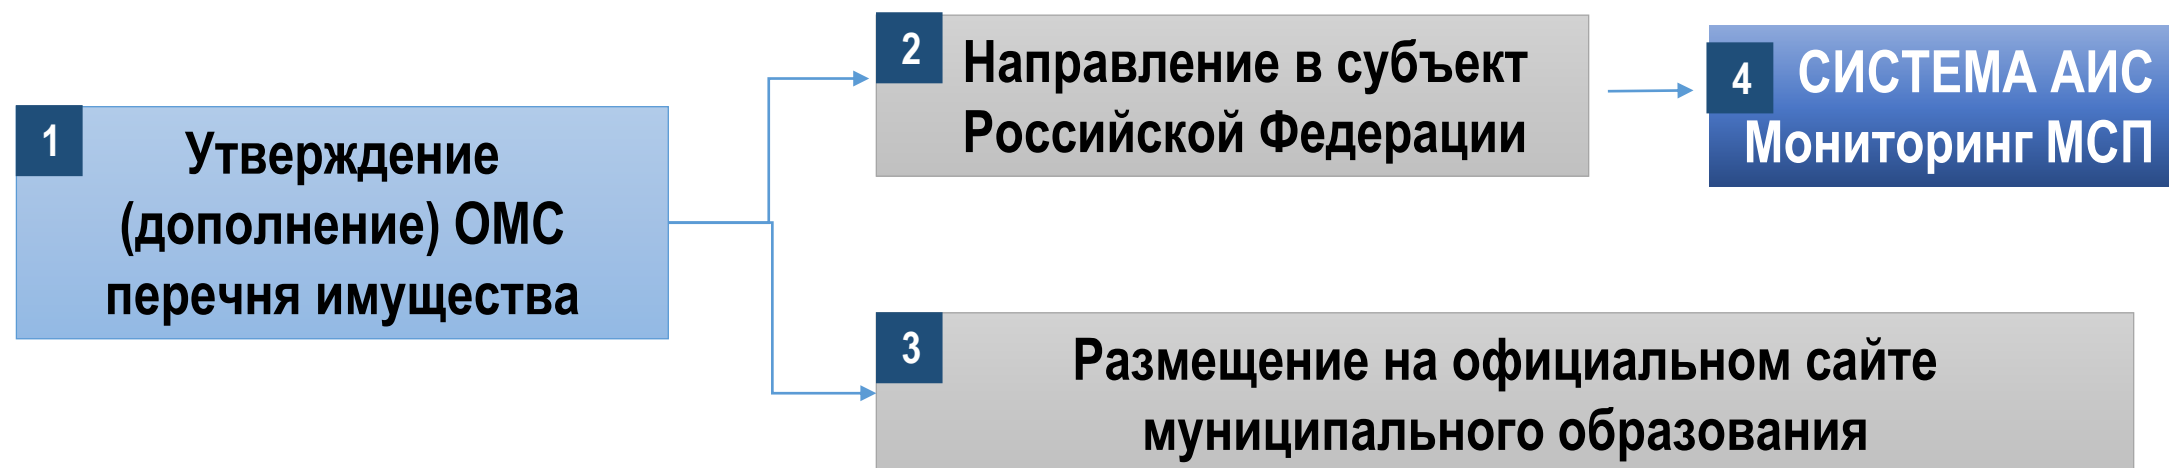 1
Утверждение
(дополнение) ОМС
перечня имущества
2
Направление в субъект
Российской Федерации
4
СИСТЕМА АИС
Мониторинг МСП
3
Размещение на официальном сайте
муниципального образования